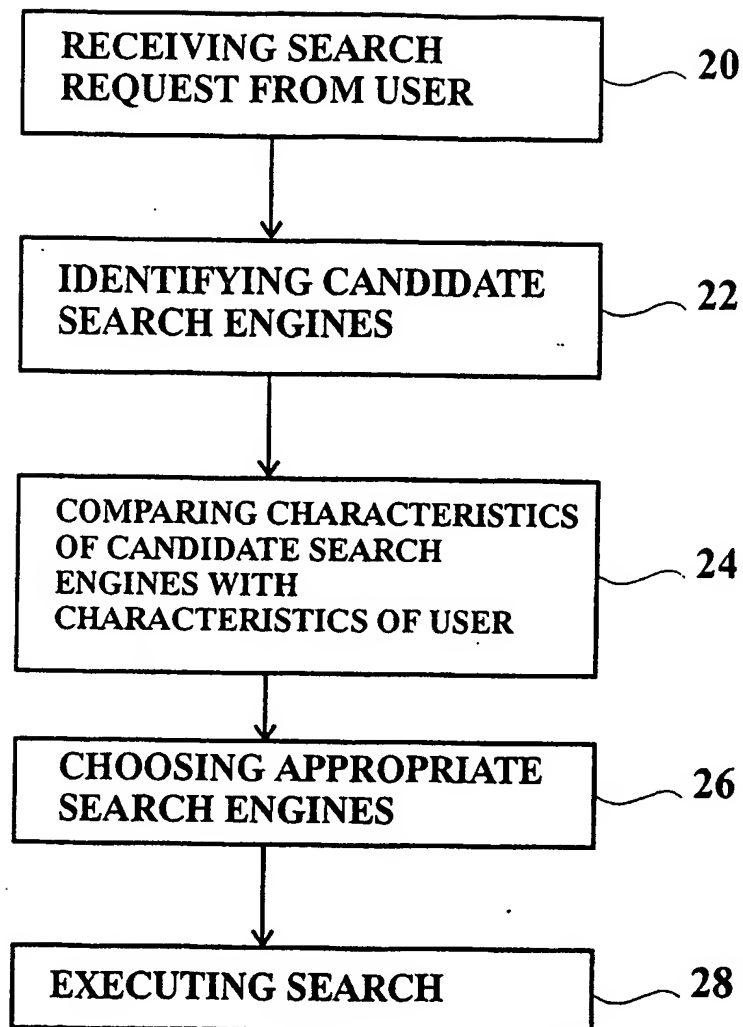 RECEIVING SEARCH
REQUEST FROM USER
20
IDENTIFYING CANDIDATE
SEARCH ENGINES
22
COMPARING CHARACTERISTICS
OF CANDIDATE SEARCH
ENGINES WITH
CHARACTERISTICS OF USER
24
CHOOSING APPROPRIATE
SEARCH ENGINES
26
EXECUTING SEARCH
28